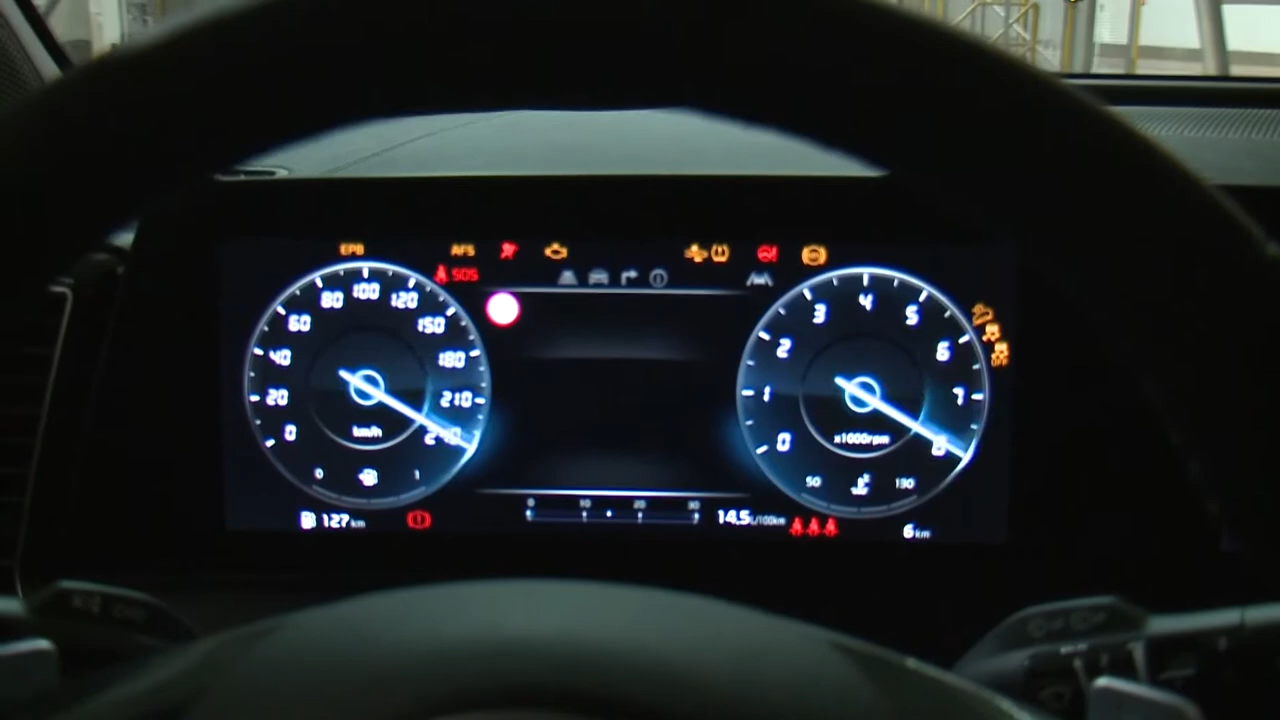 EPB AFS
SOS
80 100 120
60 150
40 180
20 210
0 240
km/h
0 1
127 km
3 4 5
2 6
1 7
0 8
x1000rpm
50 130
0 10 20 30
14.5 L/100km
6 km
OFF